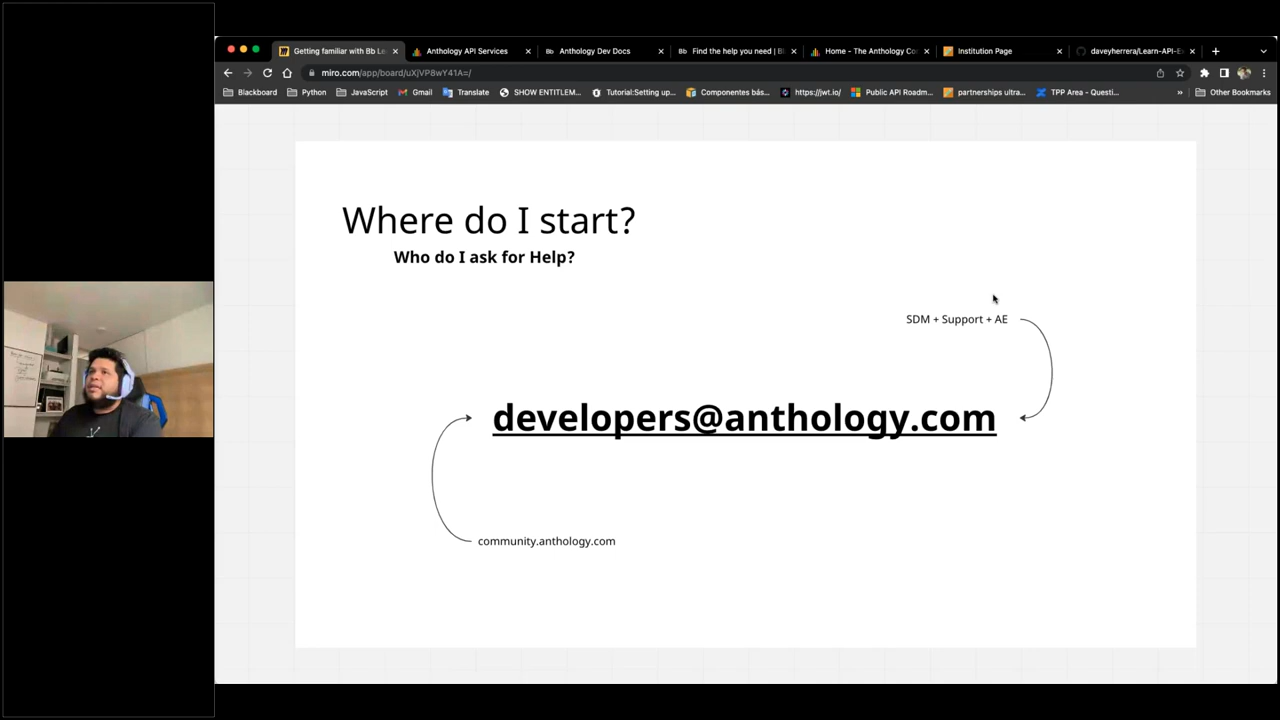 Getting familiar with Bb Le
Anthology API Services
Bb Anthology Dev Docs
Bb Find the help you need | Bl
Home - The Anthology Co
Institution Page
daveyherrera/Learn-API-Ex
miro.com/app/board/uXjVP8wY41A=/
Blackboard
Python
JavaScript
Gmail
Translate
SHOW ENTITLEM...
Tutorial:Setting up...
Componentes bás...
https://jwt.io/
Public API Roadm...
partnerships ultra...
TPP Area - Questi...
»
Other Bookmarks
Where do I start?
Who do I ask for Help?
SDM + Support + AE
developers@anthology.com
community.anthology.com